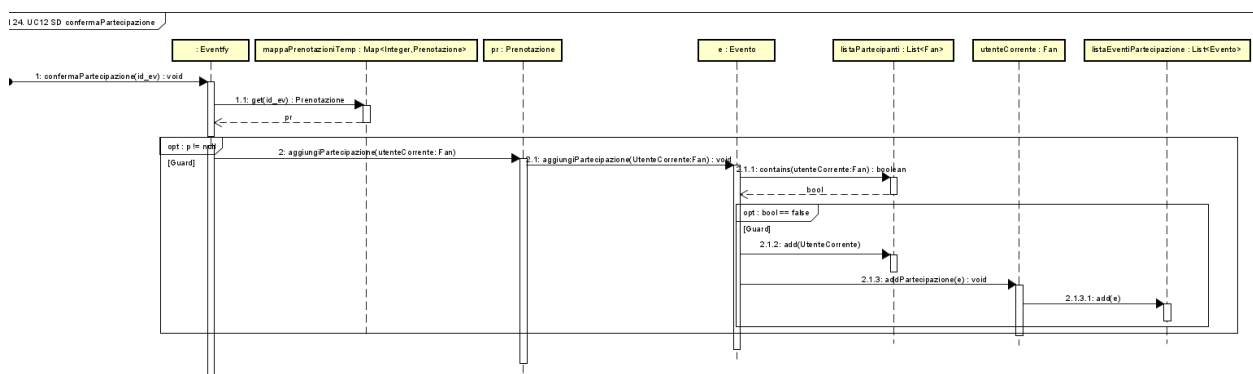 124. UC12 SD confermaPartecipazione
: Eventfy
mappaPrenotazioniTemp : Map<Integer,Prenotazione>
pr : Prenotazione
e : Evento
listaPartecipanti : List<Fan>
utenteCorrente : Fan
listaEventiPartecipazione : List<Evento>
1: confermaPartecipazione(id_ev) : void
1.1: get(id_ev) : Prenotazione
pr
opt : p != null
[Guard]
2: aggiungiPartecipazione(utenteCorrente: Fan)
2.1: aggiungiPartecipazione(UtenteCorrente:Fan) : void
2.1.1: contains(utenteCorrente:Fan) : boolean
bool
opt : bool == false
[Guard]
2.1.2: add(UtenteCorrente)
2.1.3: addPartecipazione(e) : void
2.1.3.1: add(e)